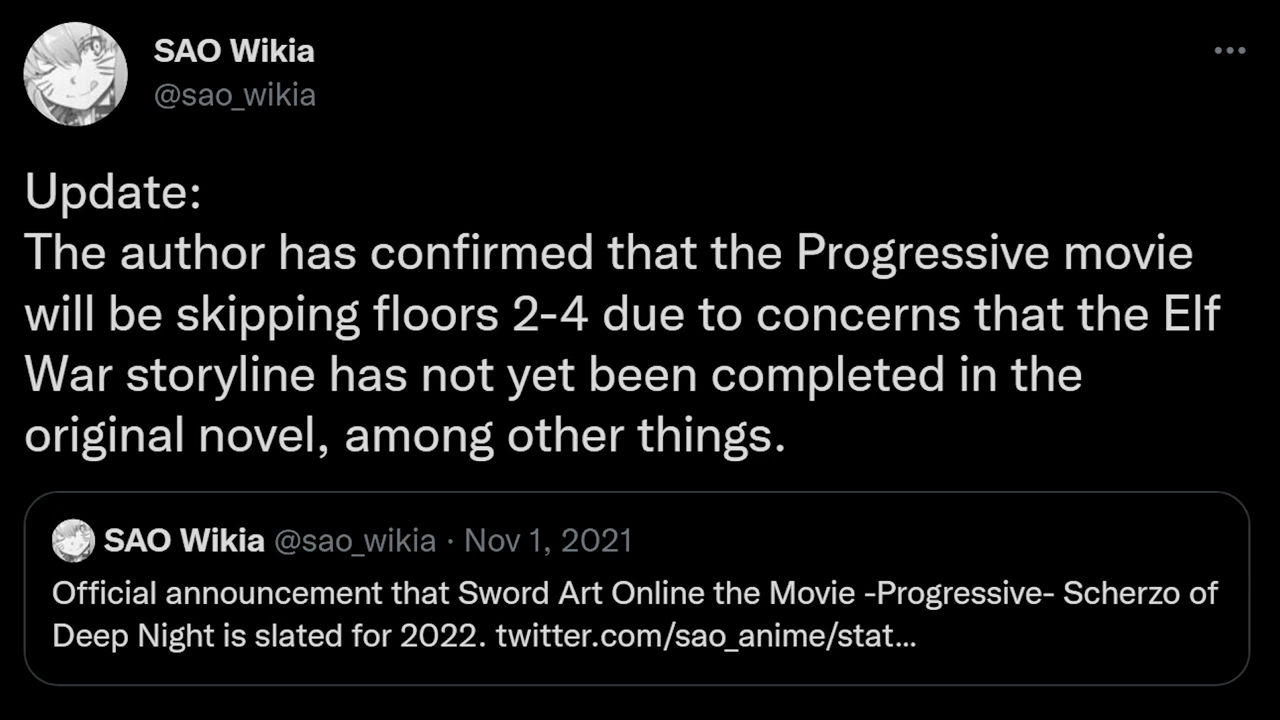 SAO Wikia
@sao_wikia
Update:
The author has confirmed that the Progressive movie
will be skipping floors 2-4 due to concerns that the Elf
War storyline has not yet been completed in the
original novel, among other things.
SAO Wikia @sao_wikia · Nov 1, 2021
Official announcement that Sword Art Online the Movie -Progressive- Scherzo of
Deep Night is slated for 2022. twitter.com/sao_anime/stat...